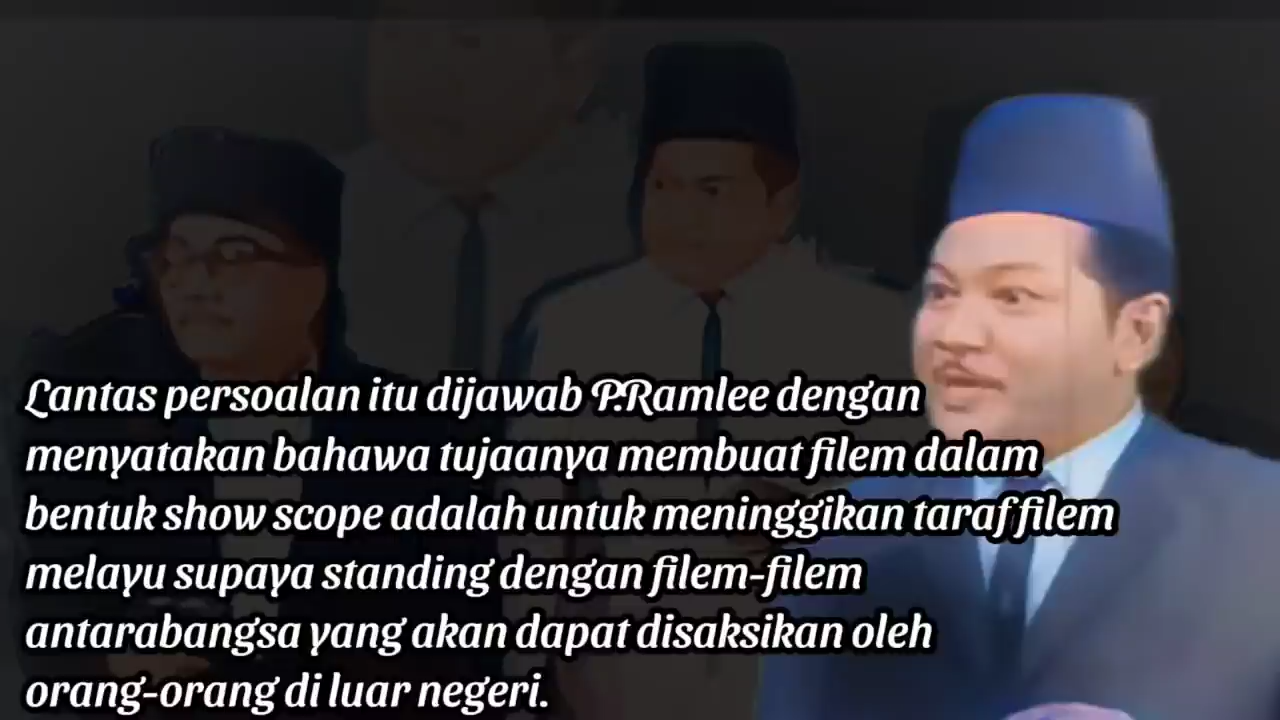 Lantas persoalan itu dijawab P.Ramlee dengan
menyatakan bahawa tujaanya membuat filem dalam
bentuk show scope adalah untuk meninggikan taraf filem
melayu supaya standing dengan filem-filem
antarabangsa yang akan dapat disaksikan oleh
orang-orang di luar negeri.